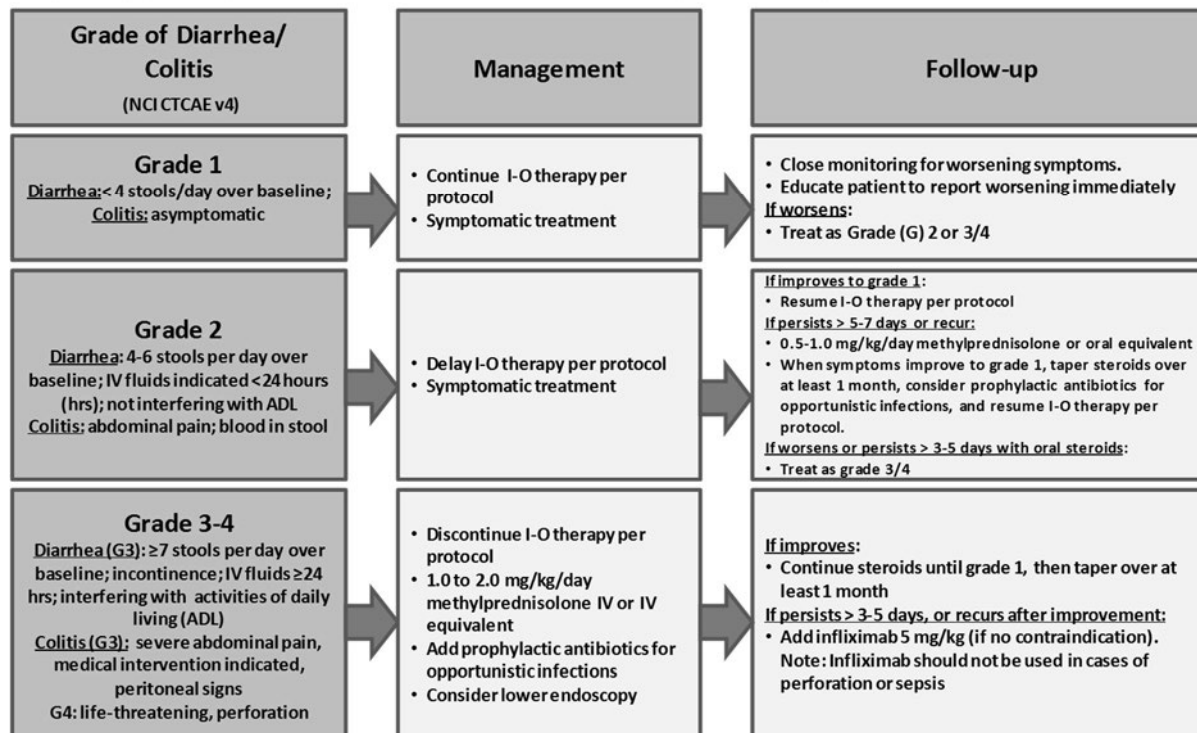 Grade of Diarrhea/
Colitis
(NCI CTCAE v4)
Management
Follow-up
Grade 1
Diarrhea:< 4 stools/day over baseline;
Colitis: asymptomatic
• Continue I-O therapy per
protocol
• Symptomatic treatment
• Close monitoring for worsening symptoms.
• Educate patient to report worsening immediately
If worsens:
• Treat as Grade (G) 2 or 3/4
Grade 2
Diarrhea: 4-6 stools per day over
baseline; IV fluids indicated <24 hours
(hrs); not interfering with ADL
Colitis: abdominal pain; blood in stool
• Delay I-O therapy per protocol
• Symptomatic treatment
If improves to grade 1:
• Resume I-O therapy per protocol
If persists > 5-7 days or recur:
• 0.5-1.0 mg/kg/day methylprednisolone or oral equivalent
• When symptoms improve to grade 1, taper steroids over
at least 1 month, consider prophylactic antibiotics for
opportunistic infections, and resume I-O therapy per
protocol.
If worsens or persists > 3-5 days with oral steroids:
• Treat as grade 3/4
Grade 3-4
Diarrhea (G3): ≥7 stools per day over
baseline; incontinence; IV fluids ≥24
hrs; interfering with activities of daily
living (ADL)
Colitis (G3): severe abdominal pain,
medical intervention indicated,
peritoneal signs
G4: life-threatening, perforation
• Discontinue I-O therapy per
protocol
• 1.0 to 2.0 mg/kg/day
methylprednisolone IV or IV
equivalent
• Add prophylactic antibiotics for
opportunistic infections
• Consider lower endoscopy
If improves:
• Continue steroids until grade 1, then taper over at
least 1 month
If persists > 3-5 days, or recurs after improvement:
• Add infliximab 5 mg/kg (if no contraindication).
Note: Infliximab should not be used in cases of
perforation or sepsis